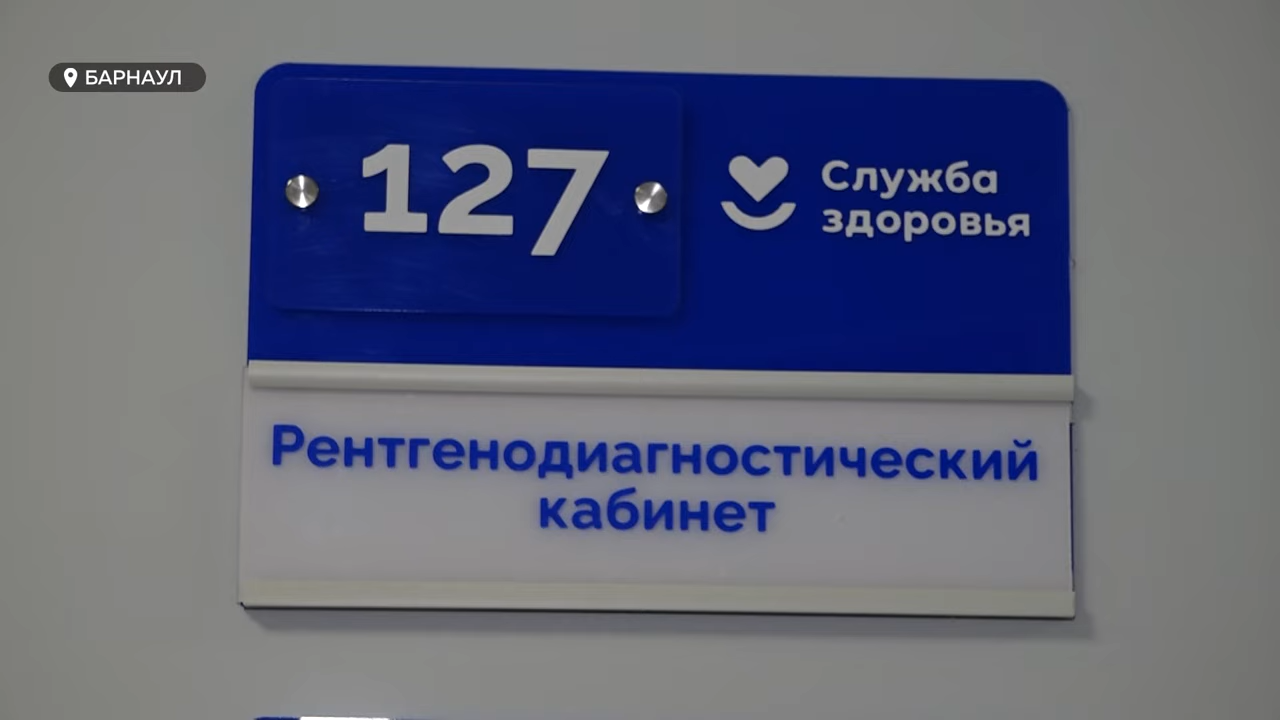 БАРНАУЛ
127
Служба
здоровья
Рентгенодиагностический
кабинет